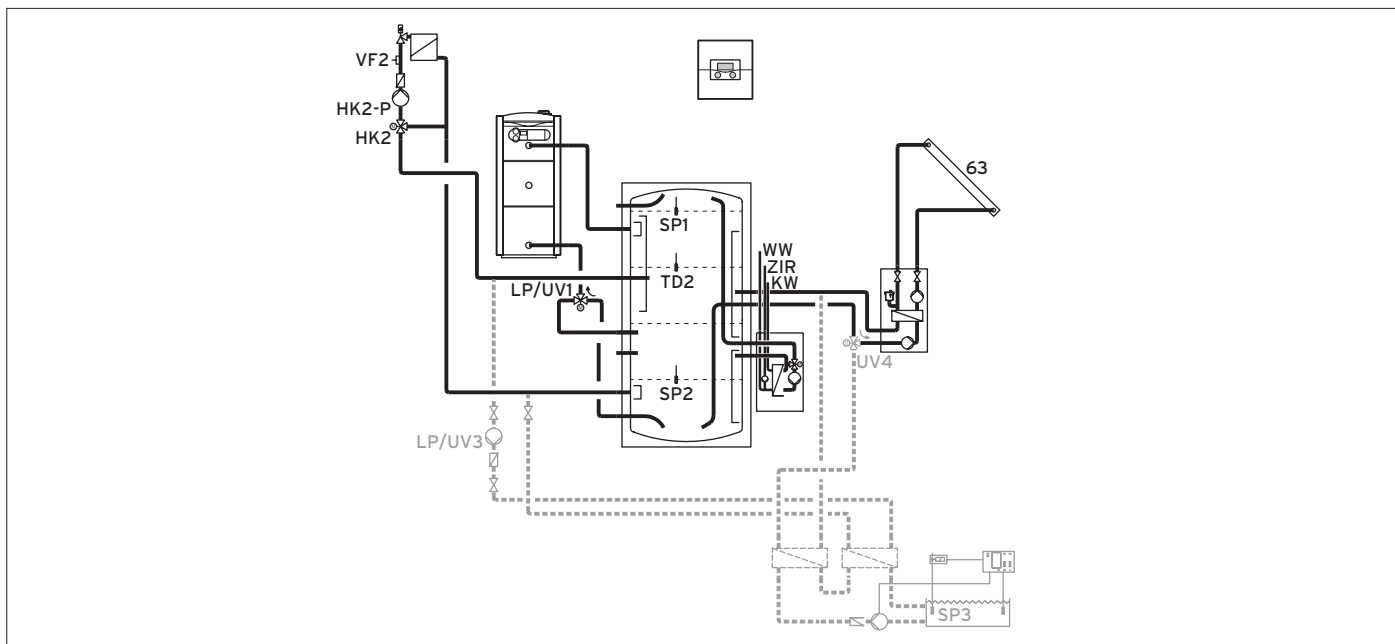 VF2
HK2-P
HK2
63
SP1
WW
ZIR
KW
TD2
LP/UV1
UV4
SP2
LP/UV3
SP3